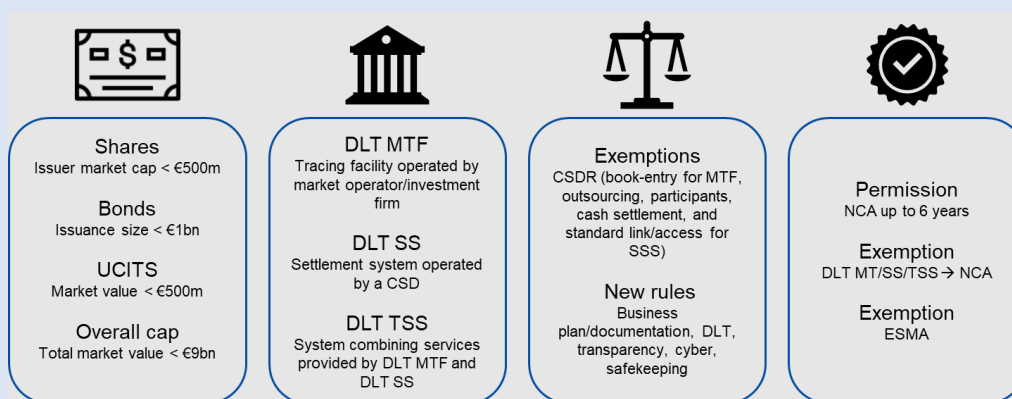 $
Shares
Issuer market cap < €500m
Bonds
Issuance size < €1bn
UCITS
Market value < €500m
Overall cap
Total market value < €9bn
DLT MTF
Tracing facility operated by
market operator/investment
firm
DLT SS
Settlement system operated
by a CSD
DLT TSS
System combining services
provided by DLT MTF and
DLT SS
Exemptions
CSDR (book-entry for MTF,
outsourcing, participants,
cash settlement, and
standard link/access for
SSS)
New rules
Business
plan/documentation, DLT,
transparency, cyber,
safekeeping
Permission
NCA up to 6 years
Exemption
DLT MT/SS/TSS → NCA
Exemption
ESMA